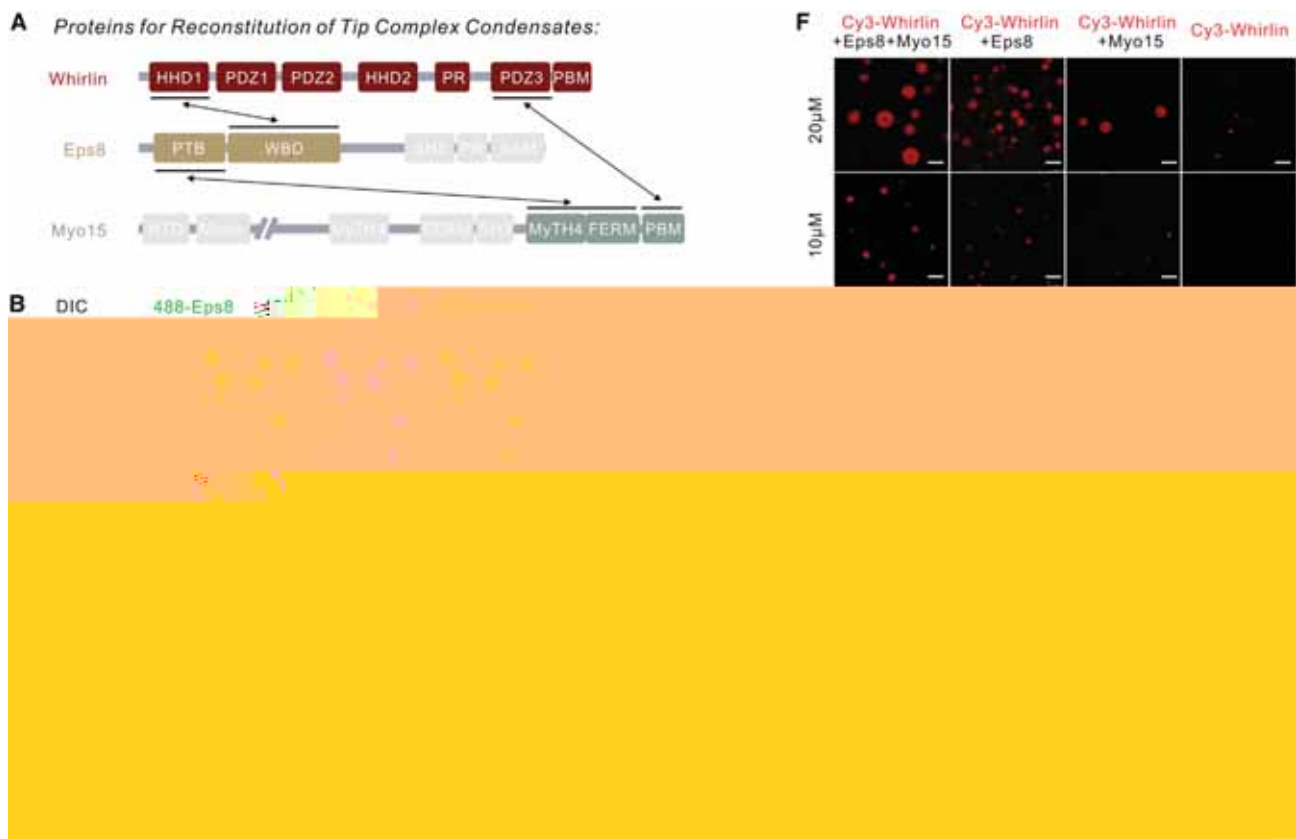 A Proteins for Reconstitution of Tip Complex Condensates:
Whirlin HHD1 PDZ1 PDZ2 HHD2 PR PDZ3 PBM
Eps8 PTB WBD
Myo15 MyTH4 FERM PBM
F Cy3-Whirlin Cy3-Whirlin Cy3-Whirlin Cy3-Whirlin
+Eps8+Myo15 +Eps8 +Myo15
20μM
10μM
B DIC 488-Eps8